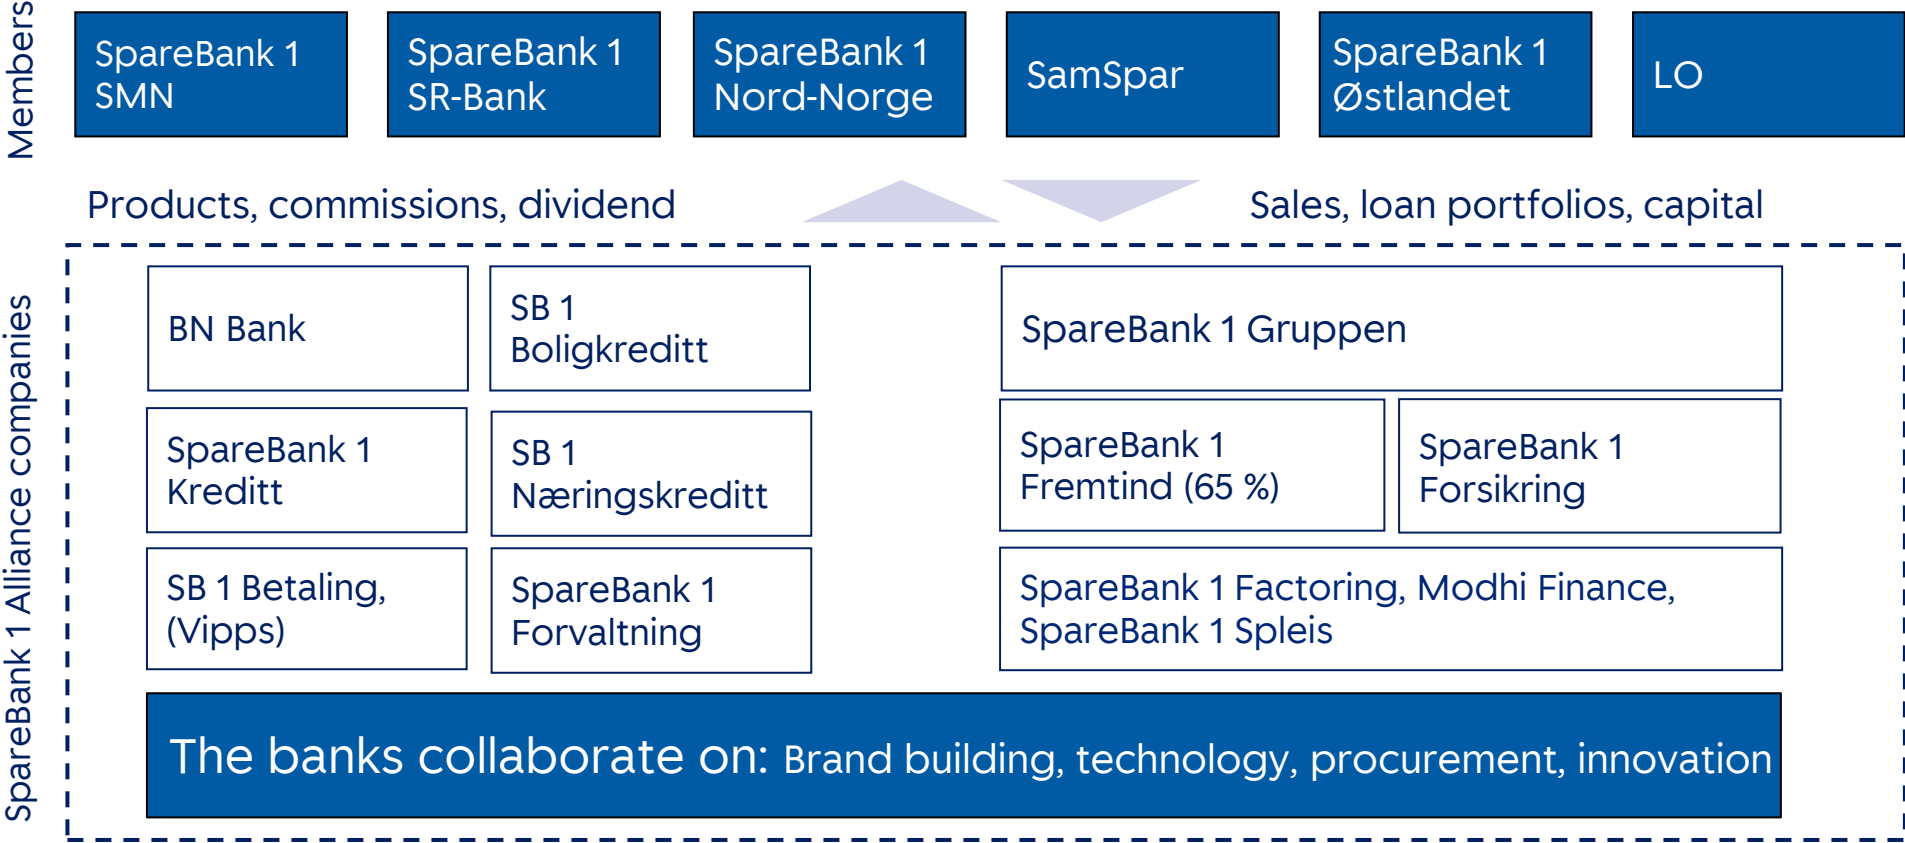 Members
SpareBank 1
SMN
SpareBank 1
SR-Bank
SpareBank 1
Nord-Norge
SamSpar
SpareBank 1
Østlandet
LO
Products, commissions, dividend
Sales, loan portfolios, capital
SpareBank 1 Alliance companies
BN Bank
SB 1
Boligkreditt
SpareBank 1 Gruppen
SpareBank 1
Kreditt
SB 1
Næringskreditt
SpareBank 1
Fremtind (65 %)
SpareBank 1
Forsikring
SB 1 Betaling,
(Vipps)
SpareBank 1
Forvaltning
SpareBank 1 Factoring, Modhi Finance,
SpareBank 1 Spleis
The banks collaborate on: Brand building, technology, procurement, innovation